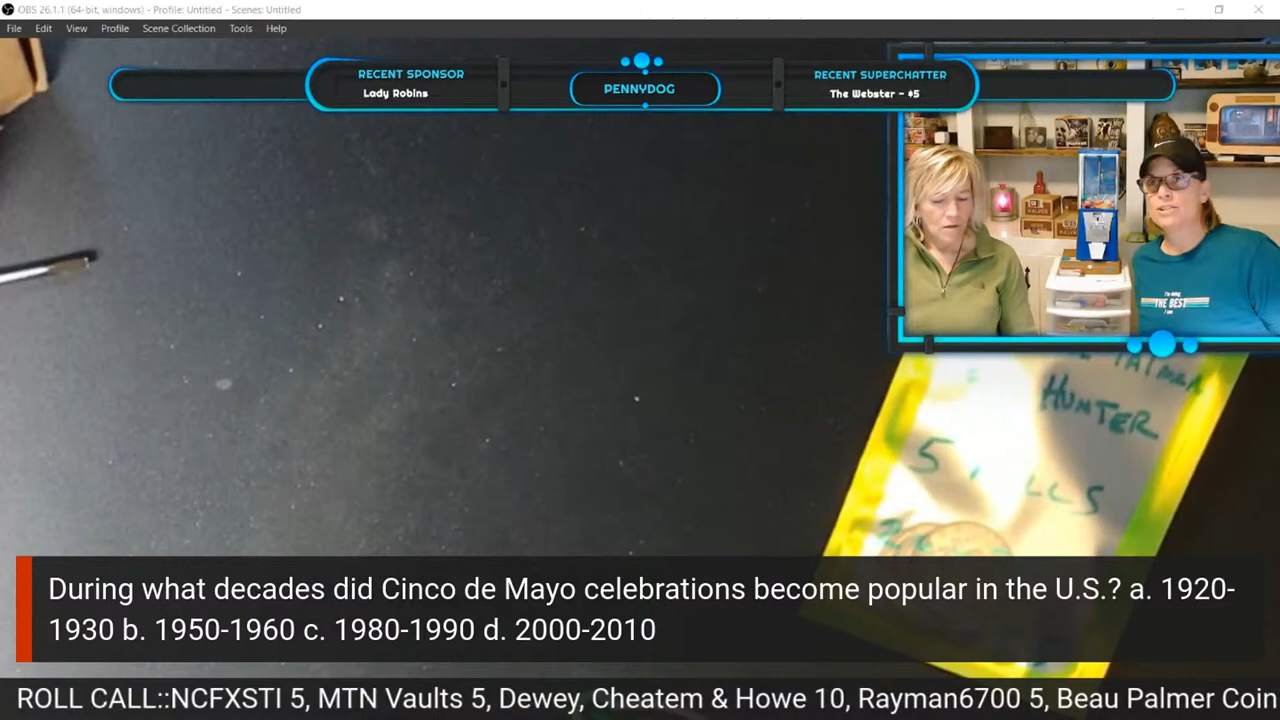 OBS 26.1.1 (64-bit, windows) - Profile: Untitled - Scenes: Untitled
File Edit View Profile Scene Collection Tools Help
RECENT SPONSOR
Lady Robins
PENNYDOG
RECENT SUPERCHATTER
The Webster - $5
THE BEST
PALMER
HUNTER
5
During what decades did Cinco de Mayo celebrations become popular in the U.S.? a. 1920-
1930 b. 1950-1960 c. 1980-1990 d. 2000-2010
ROLL CALL::NCFXSTI 5, MTN Vaults 5, Dewey, Cheatem & Howe 10, Rayman6700 5, Beau Palmer Coin